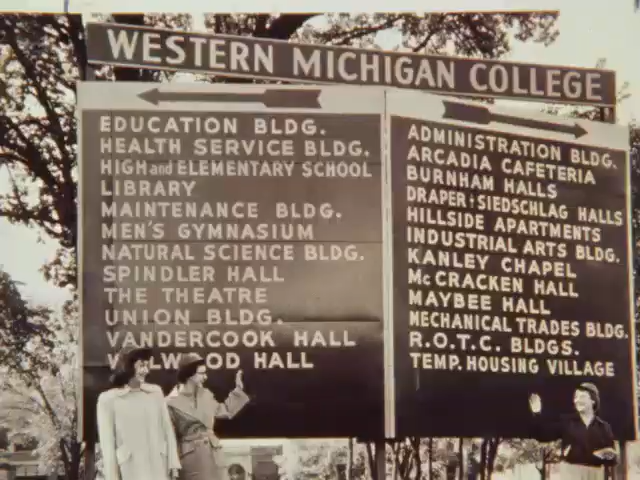 WESTERN MICHIGAN COLLEGE
EDUCATION BLDG.
HEALTH SERVICE BLDG.
HIGH and ELEMENTARY SCHOOL
LIBRARY
MAINTENANCE BLDG.
MEN'S GYMNASIUM
NATURAL SCIENCE BLDG.
SPINDLER HALL
THE THEATRE
UNION BLDG.
VANDERCOOK HALL
WALWOOD HALL
ADMINISTRATION BLDG.
ARCADIA CAFETERIA
BURNHAM HALLS
DRAPER-SIEDSCHLAG HALLS
HILLSIDE APARTMENTS
INDUSTRIAL ARTS BLDG.
KANLEY CHAPEL
McCRACKEN HALL
MAYBEE HALL
MECHANICAL TRADES BLDG.
R.O.T.C. BLDGS.
TEMP. HOUSING VILLAGE